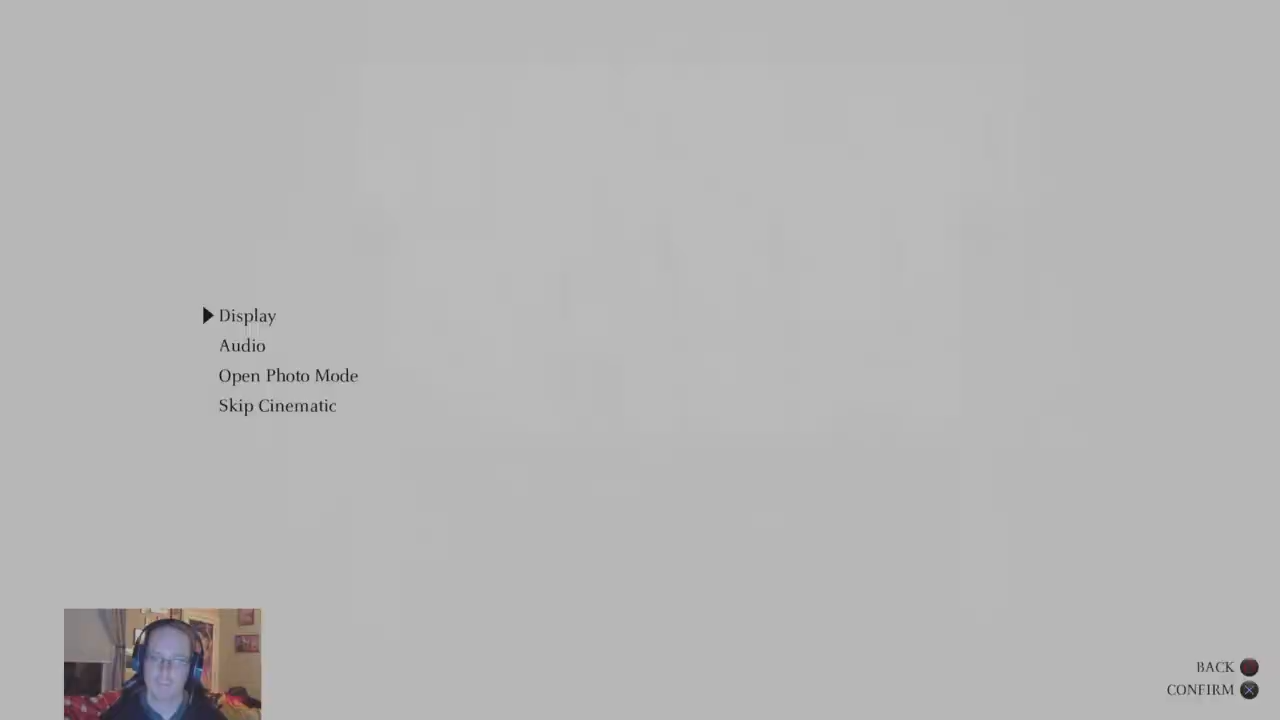 Display
Audio
Open Photo Mode
Skip Cinematic
BACK
CONFIRM